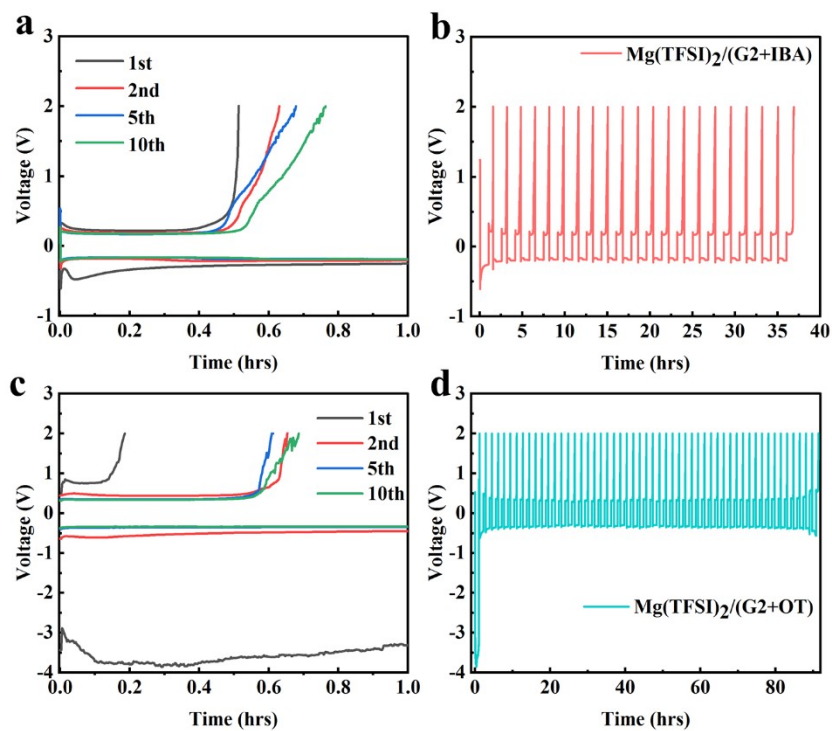 a
3
2
1
0
-1
Voltage (V)
1st
2nd
5th
10th
0.0 0.2 0.4 0.6 0.8 1.0
Time (hrs)
b
3
2
1
0
-1
Voltage (V)
Mg(TFSI)2/(G2+IBA)
0 5 10 15 20 25 30 35 40
Time (hrs)
c
3
2
1
0
-1
-2
-3
-4
Voltage (V)
1st
2nd
5th
10th
0.0 0.2 0.4 0.6 0.8 1.0
Time (hrs)
d
4
3
2
1
0
-1
-2
-3
-4
Voltage (V)
Mg(TFSI)2/(G2+OT)
0 20 40 60 80
Time (hrs)